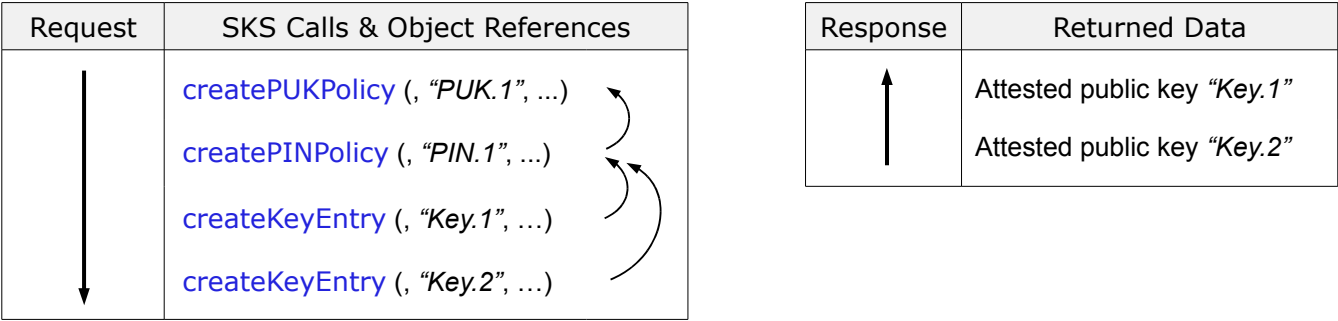 Request SKS Calls & Object References
createPUKPolicy (, “PUK.1”, ...)
createPINPolicy (, “PIN.1”, ...)
createKeyEntry (, “Key.1”, …)
createKeyEntry (, “Key.2”, …)
Response Returned Data
Attested public key “Key.1”
Attested public key “Key.2”